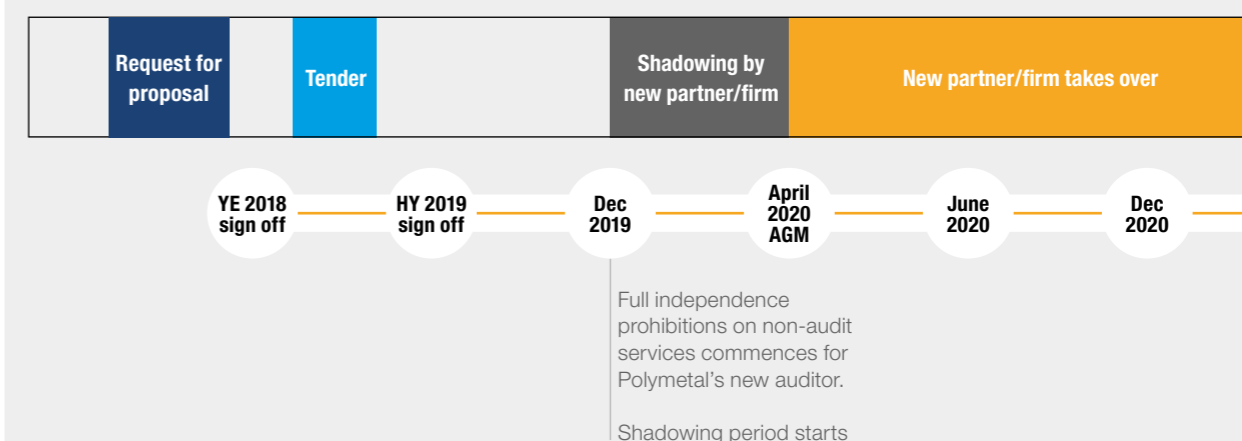 Request for
proposal
Tender
Shadowing by
new partner/firm
New partner/firm takes over
YE 2018
sign off
HY 2019
sign off
Dec
2019
April
2020
AGM
June
2020
Dec
2020
Full independence
prohibitions on non-audit
services commences for
Polymetal's new auditor.
Shadowing period starts